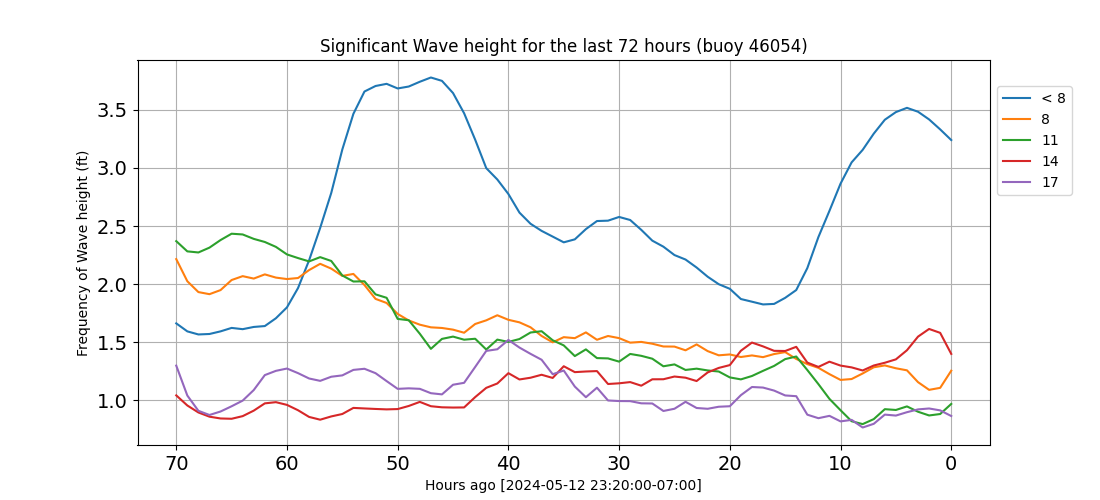 Significant Wave height for the last 72 hours (buoy 46054)
Frequency of Wave height (ft)
3.5
3.0
2.5
2.0
1.5
1.0
70 60 50 40 30 20 10 0
Hours ago [2024-05-12 23:20:00-07:00]
< 8
8
11
14
17